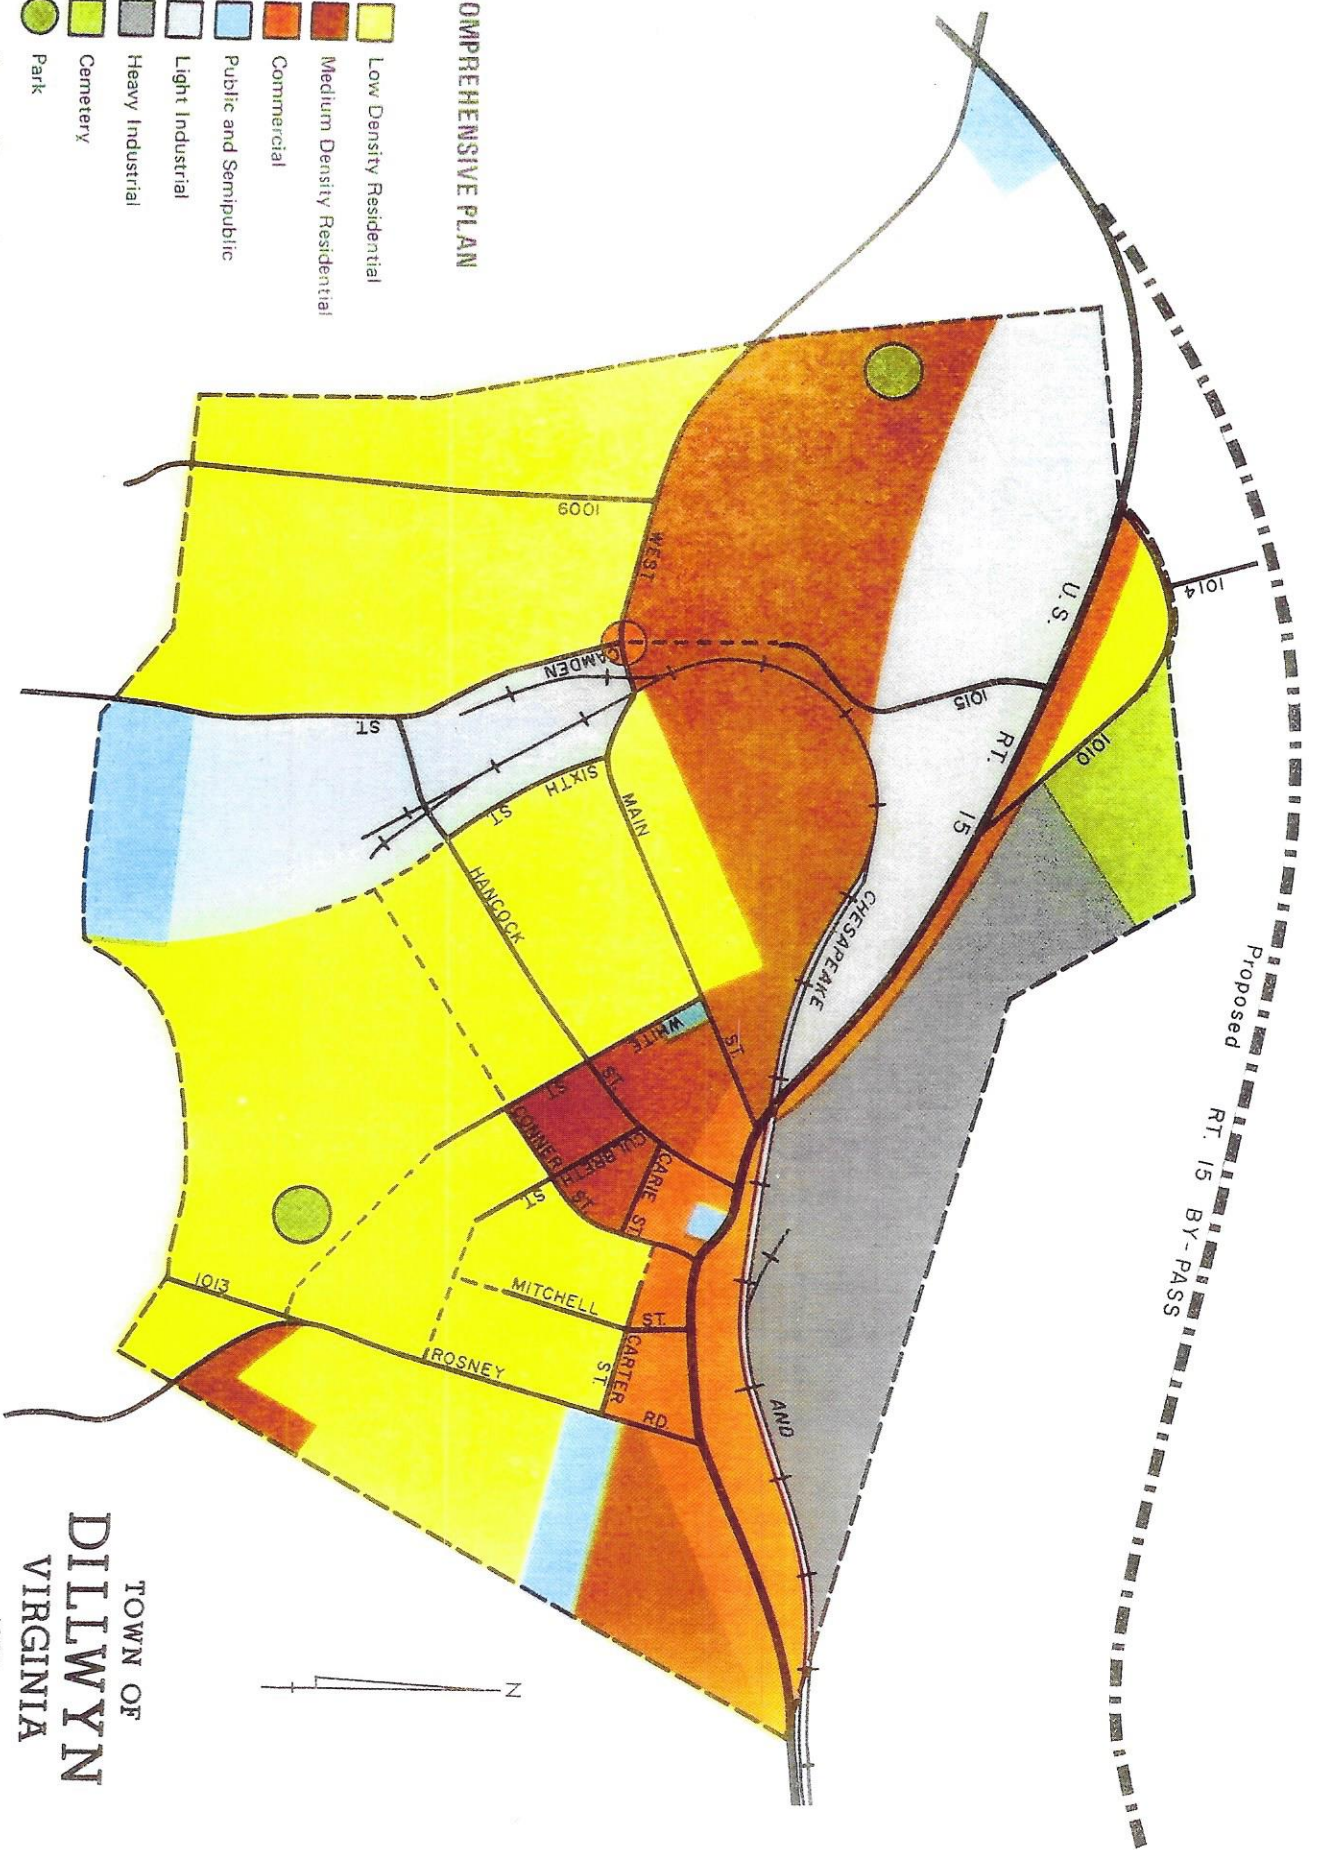 OMPREHENSIVE PLAN
Low Density Residential
Medium Density Residential
Commercial
Public and Semipublic
Light Industrial
Heavy Industrial
Cemetery
Park
Proposed RT. 15 BY-PASS
1014
U.S. RT. 15
1010
1015
1009
WEST
CAMDEN
ST.
SIXTH
ST.
MAIN
ST.
HANCOCK
ST.
CHESAPEAKE
AND
WHITE
ST.
CONNER
ST.
CULBRETH
ST.
CARIE ST.
MITCHELL
ST.
CARTER
ST.
ROSNEY
RD.
1013
N
TOWN OF
DILLWYN
VIRGINIA